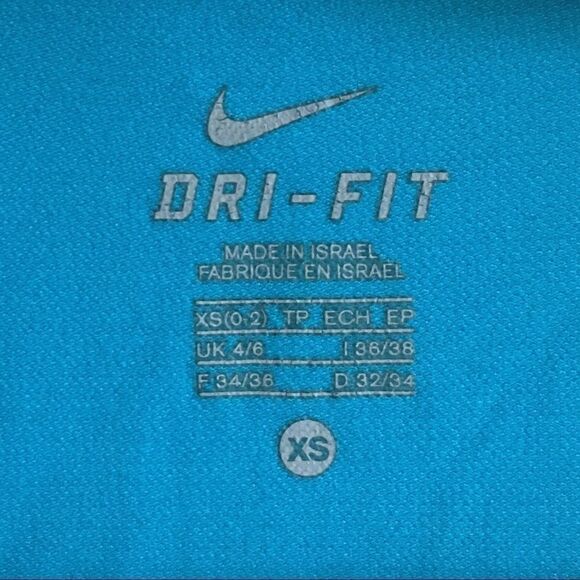 DRI-FIT
MADE IN ISRAEL
FABRIQUE EN ISRAEL
XS(0-2) TP ECH EP
UK 4/6 I 36/38
F 34/36 D 32/34
XS